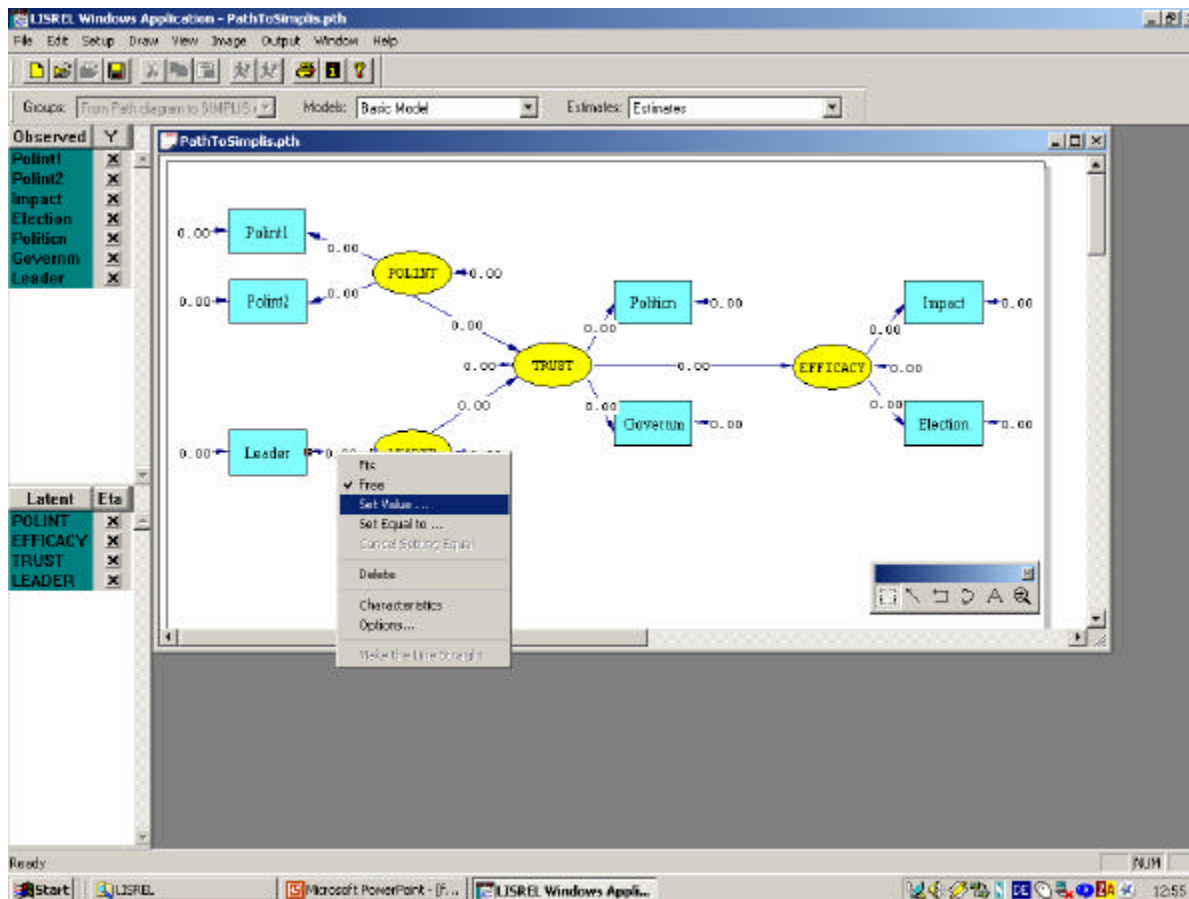 LISREL Windows Application - PathToSimplis.pth
File Edit Setup Draw View Image Output Window Help
Groups: From Path diagram to SIMPLIS Models: Basic Model Estimates: Estimates
Observed Y
Polint1
Polint2
Impact
Election
Politicn
Governm
Leader
Latent Eta
POLINT
EFFICACY
TRUST
LEADER
PathToSimplis.pth
0.00 Polint1 0.00
POLINT 0.00
0.00 Polint2 0.00
Politicn 0.00
Impact 0.00
0.00
0.00
0.00
0.00 TRUST 0.00 EFFICACY 0.00
0.00
0.00
0.00
Governm 0.00
Election 0.00
0.00 Leader 0.00 LEADER
Fix
Free
Set Value ...
Set Equal to ...
Cancel Setting Equal
Delete
Characteristics
Options...
Make the Line Straight
A
Ready
NUM
Start LISREL Microsoft PowerPoint - [f... LISREL Windows Appli... DE 12:55